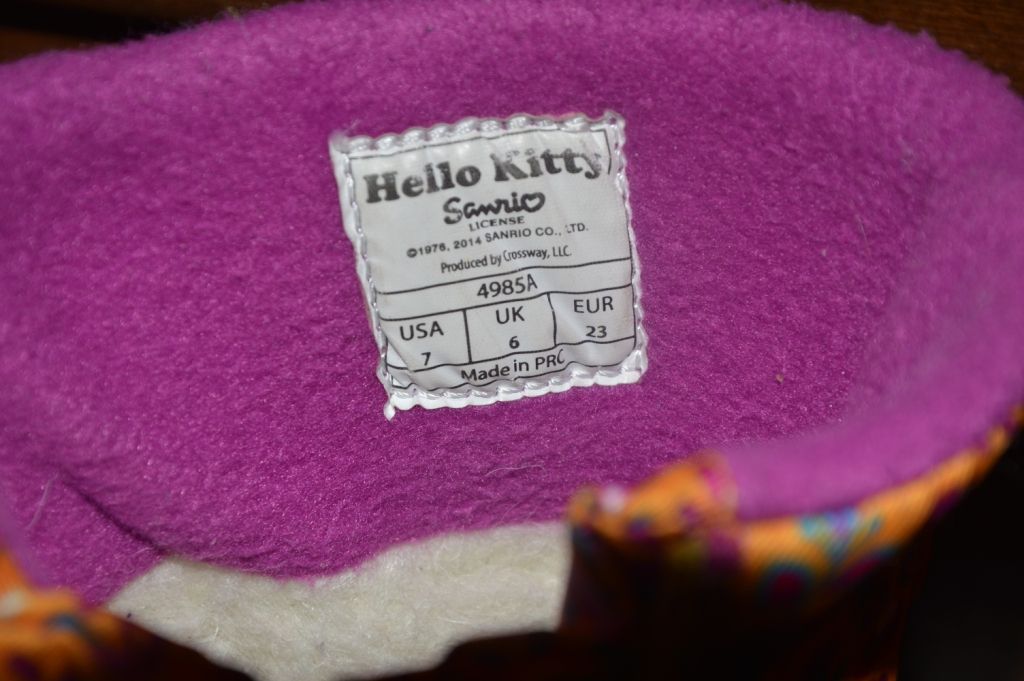 Hello Kitty
Sanrio
LICENSE
©1976, 2014 SANRIO CO., LTD.
Produced by Crossway, LLC.
4985A
USA UK EUR
7 6 23
Made in PRC